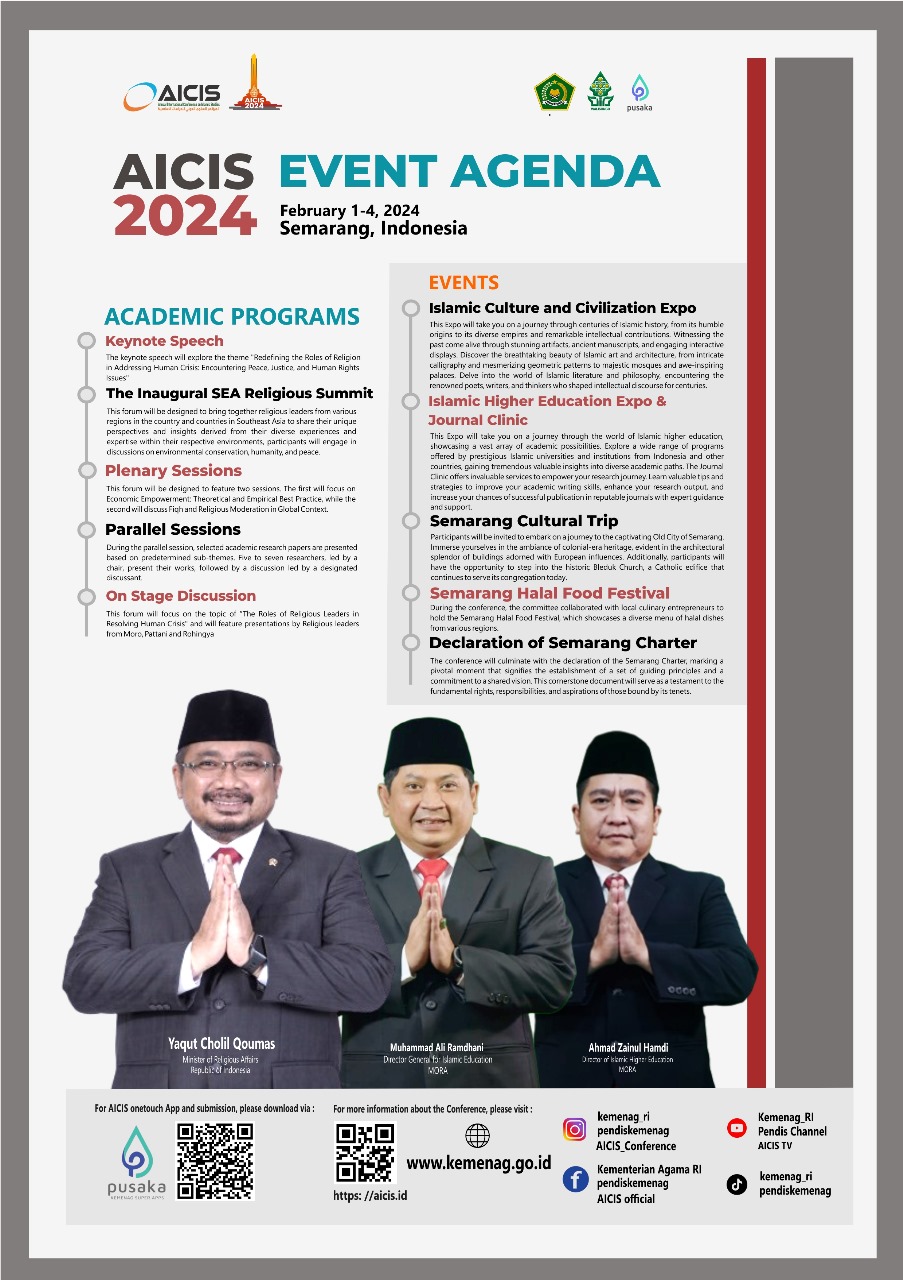 AICIS
AICIS
2024
pusaka
AICIS
2024
EVENT AGENDA
February 1-4, 2024
Semarang, Indonesia
ACADEMIC PROGRAMS
Keynote Speech
The keynote speech will explore the theme "Redefining the Roles of Religion
in Addressing Human Crisis: Encountering Peace, Justice, and Human Rights
Issues"
The Inaugural SEA Religious Summit
This forum will be designed to bring together religious leaders from various
regions in the country and countries in Southeast Asia to share their unique
perspectives and insights derived from their diverse experiences and
expertise within their respective environments, participants will engage in
discussions on environmental conservation, humanity, and peace.
Plenary Sessions
This forum will be designed to feature two sessions. The first will focus on
Economic Empowerment: Theoretical and Empirical Best Practice, while the
second will discuss Fiqh and Religious Moderation in Global Context.
Parallel Sessions
During the parallel session, selected academic research papers are presented
based on predetermined sub-themes. Five to seven researchers, led by a
chair, present their works, followed by a discussion led by a designated
discussant.
On Stage Discussion
This forum will focus on the topic of "The Roles of Religious Leaders in
Resolving Human Crisis" and will feature presentations by Religious leaders
from Moro, Pattani and Rohingya
EVENTS
Islamic Culture and Civilization Expo
This Expo will take you on a journey through centuries of Islamic history, from its humble
origins to its diverse empires and remarkable intellectual contributions. Witnessing the
past come alive through stunning artifacts, ancient manuscripts, and engaging interactive
displays. Discover the breathtaking beauty of Islamic art and architecture, from intricate
calligraphy and mesmerizing geometric patterns to majestic mosques and awe-inspiring
palaces. Delve into the world of Islamic literature and philosophy, encountering the
renowned poets, writers, and thinkers who shaped intellectual discourse for centuries.
Islamic Higher Education Expo &
Journal Clinic
This Expo will take you on a journey through the world of Islamic higher education,
showcasing a vast array of academic possibilities. Explore a wide range of programs
offered by prestigious Islamic universities and institutions from Indonesia and other
countries, gaining tremendous valuable insights into diverse academic paths. The Journal
Clinic offers invaluable services to empower your research journey. Learn valuable tips and
strategies to improve your academic writing skills, enhance your research output, and
increase your chances of successful publication in reputable journals with expert guidance
and support.
Semarang Cultural Trip
Participants will be invited to embark on a journey to the captivating Old City of Semarang.
Immerse yourselves in the ambiance of colonial-era heritage, evident in the architectural
splendor of buildings adorned with European influences. Additionally, participants will
have the opportunity to step into the historic Bleduk Church, a Catholic edifice that
continues to serve its congregation today.
Semarang Halal Food Festival
During the conference, the committee collaborated with local culinary entrepreneurs to
hold the Semarang Halal Food Festival, which showcases a diverse menu of halal dishes
from various regions.
Declaration of Semarang Charter
The conference will culminate with the declaration of the Semarang Charter, marking a
pivotal moment that signifies the establishment of a set of guiding principles and a
commitment to a shared vision. This cornerstone document will serve as a testament to the
fundamental rights, responsibilities, and aspirations of those bound by its tenets.
Yaqut Cholil Qoumas
Minister of Religious Affairs
Republic of Indonesia
Muhammad Ali Ramdhani
Director General for Islamic Education
MORA
Ahmad Zainul Hamdi
Director of Islamic Higher Education
MORA
For AICIS onetouch App and submission, please download via :
pusaka
KEMENAG SUPER APPS
For more information about the Conference, please visit :
https: //aicis.id
www.kemenag.go.id
kemenag_ri
pendiskemenag
AICIS_Conference
Kementerian Agama RI
pendiskemenag
AICIS official
Kemenag_RI
Pendis Channel
AICIS TV
kemenag_ri
pendiskemenag